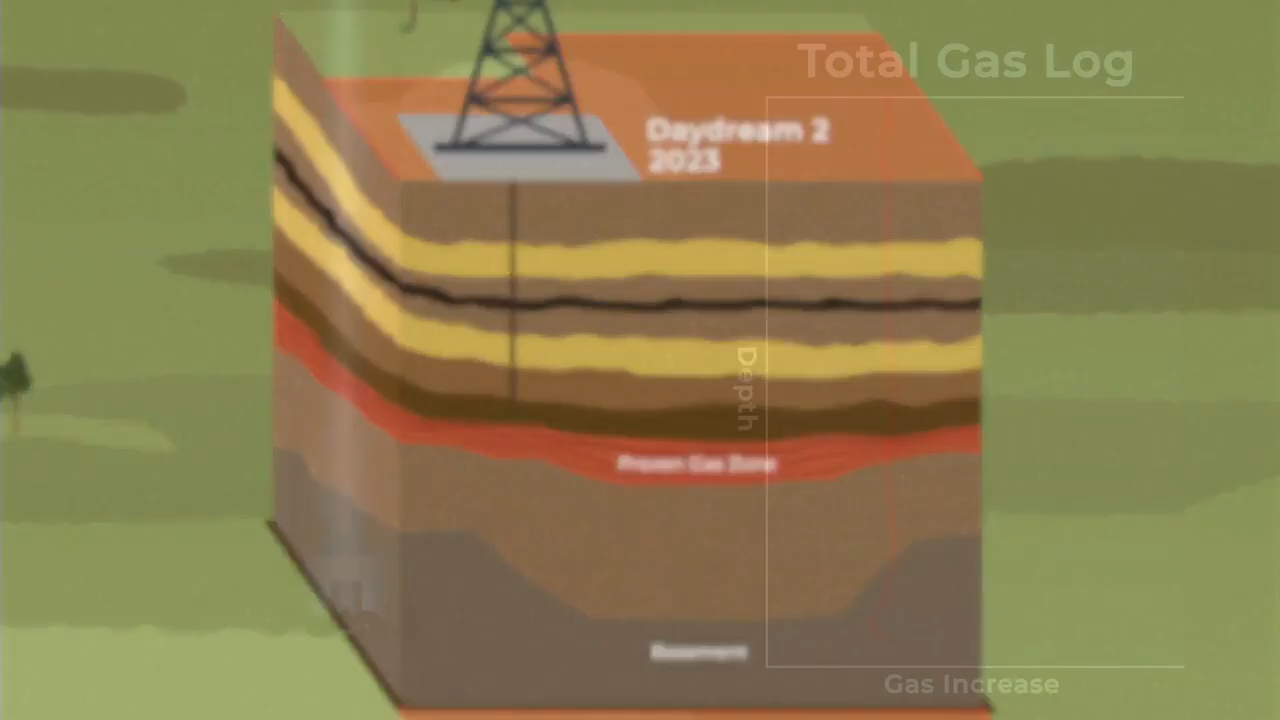 Total Gas Log
Daydream 2
2023
Depth
Proven Gas Zone
Basement
Gas Increase